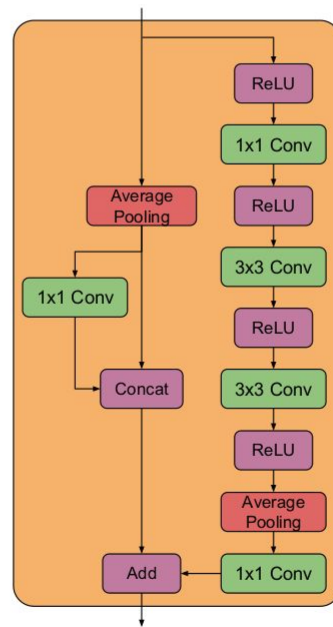 ReLU
1x1 Conv
ReLU
Average
Pooling
3x3 Conv
1x1 Conv
ReLU
Concat
3x3 Conv
ReLU
Average
Pooling
Add
1x1 Conv